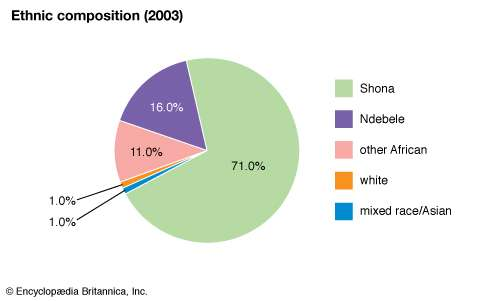 Ethnic composition (2003)
16.0%
Shona
Ndebele
11.0%
71.0%
other African
white
1.0%
1.0%
mixed race/Asian
© Encyclopædia Britannica, Inc.